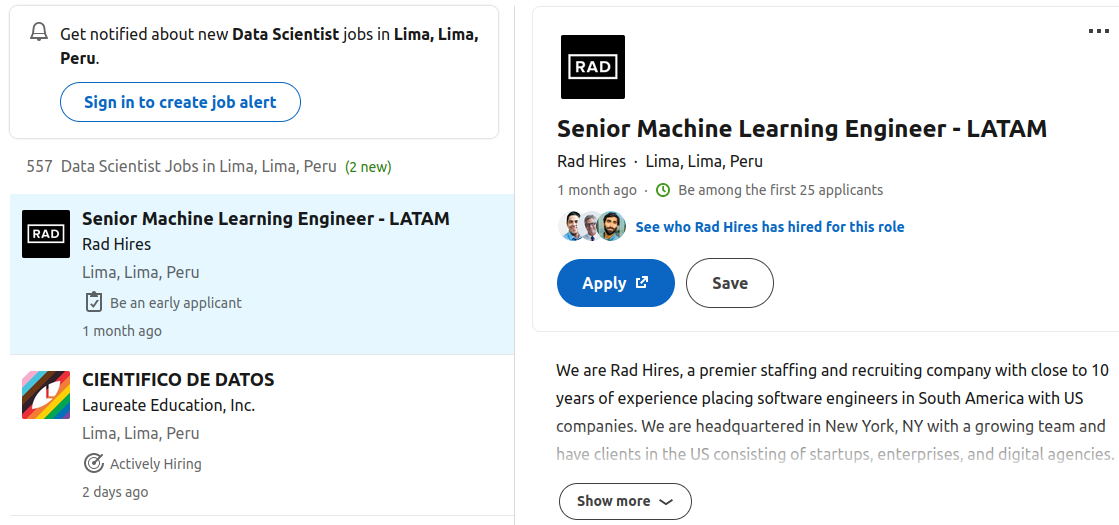 Get notified about new Data Scientist jobs in Lima, Lima,
Peru.
Sign in to create job alert
557 Data Scientist Jobs in Lima, Lima, Peru (2 new)
RAD
Senior Machine Learning Engineer - LATAM
Rad Hires
Lima, Lima, Peru
Be an early applicant
1 month ago
L
CIENTIFICO DE DATOS
Laureate Education, Inc.
Lima, Lima, Peru
Actively Hiring
2 days ago
RAD
Senior Machine Learning Engineer - LATAM
Rad Hires · Lima, Lima, Peru
1 month ago · Be among the first 25 applicants
See who Rad Hires has hired for this role
Apply
Save
We are Rad Hires, a premier staffing and recruiting company with close to 10
years of experience placing software engineers in South America with US
companies. We are headquartered in New York, NY with a growing team and
have clients in the US consisting of startups, enterprises, and digital agencies.
Show more